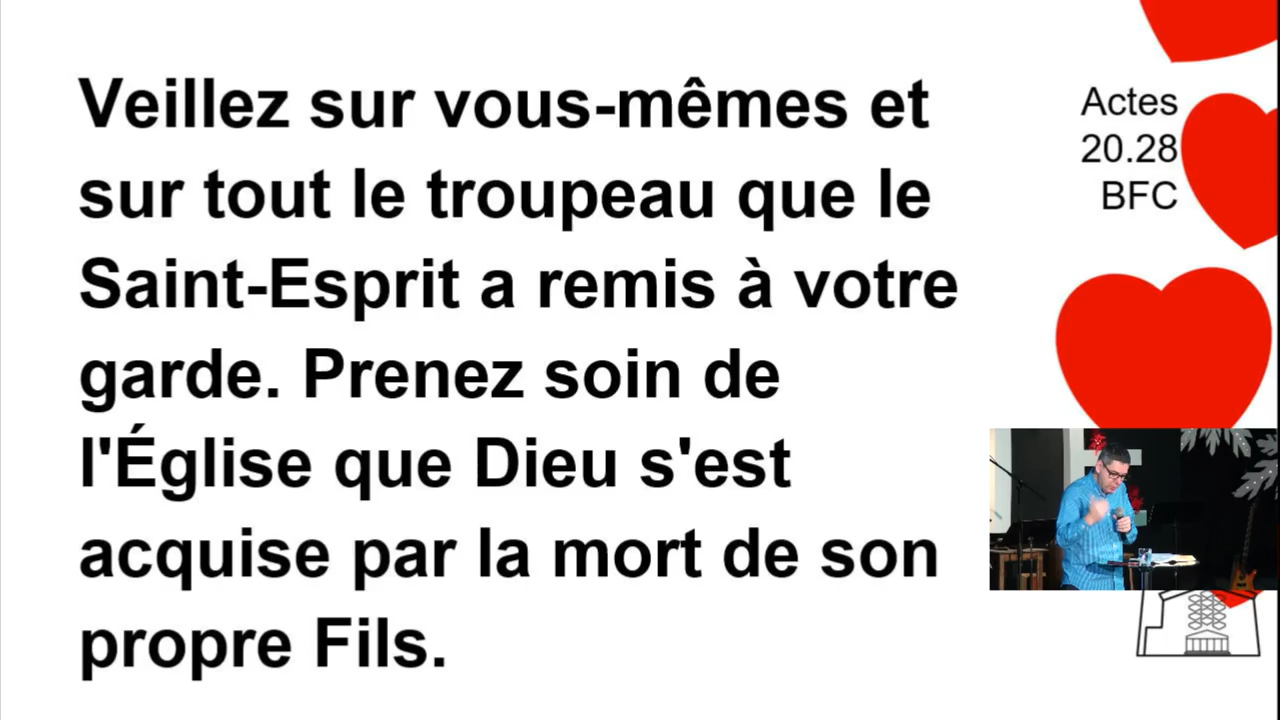 Veillez sur vous-mêmes et
sur tout le troupeau que le
Saint-Esprit a remis à votre
garde. Prenez soin de
l'Église que Dieu s'est
acquise par la mort de son
propre Fils.
Actes
20.28
BFC